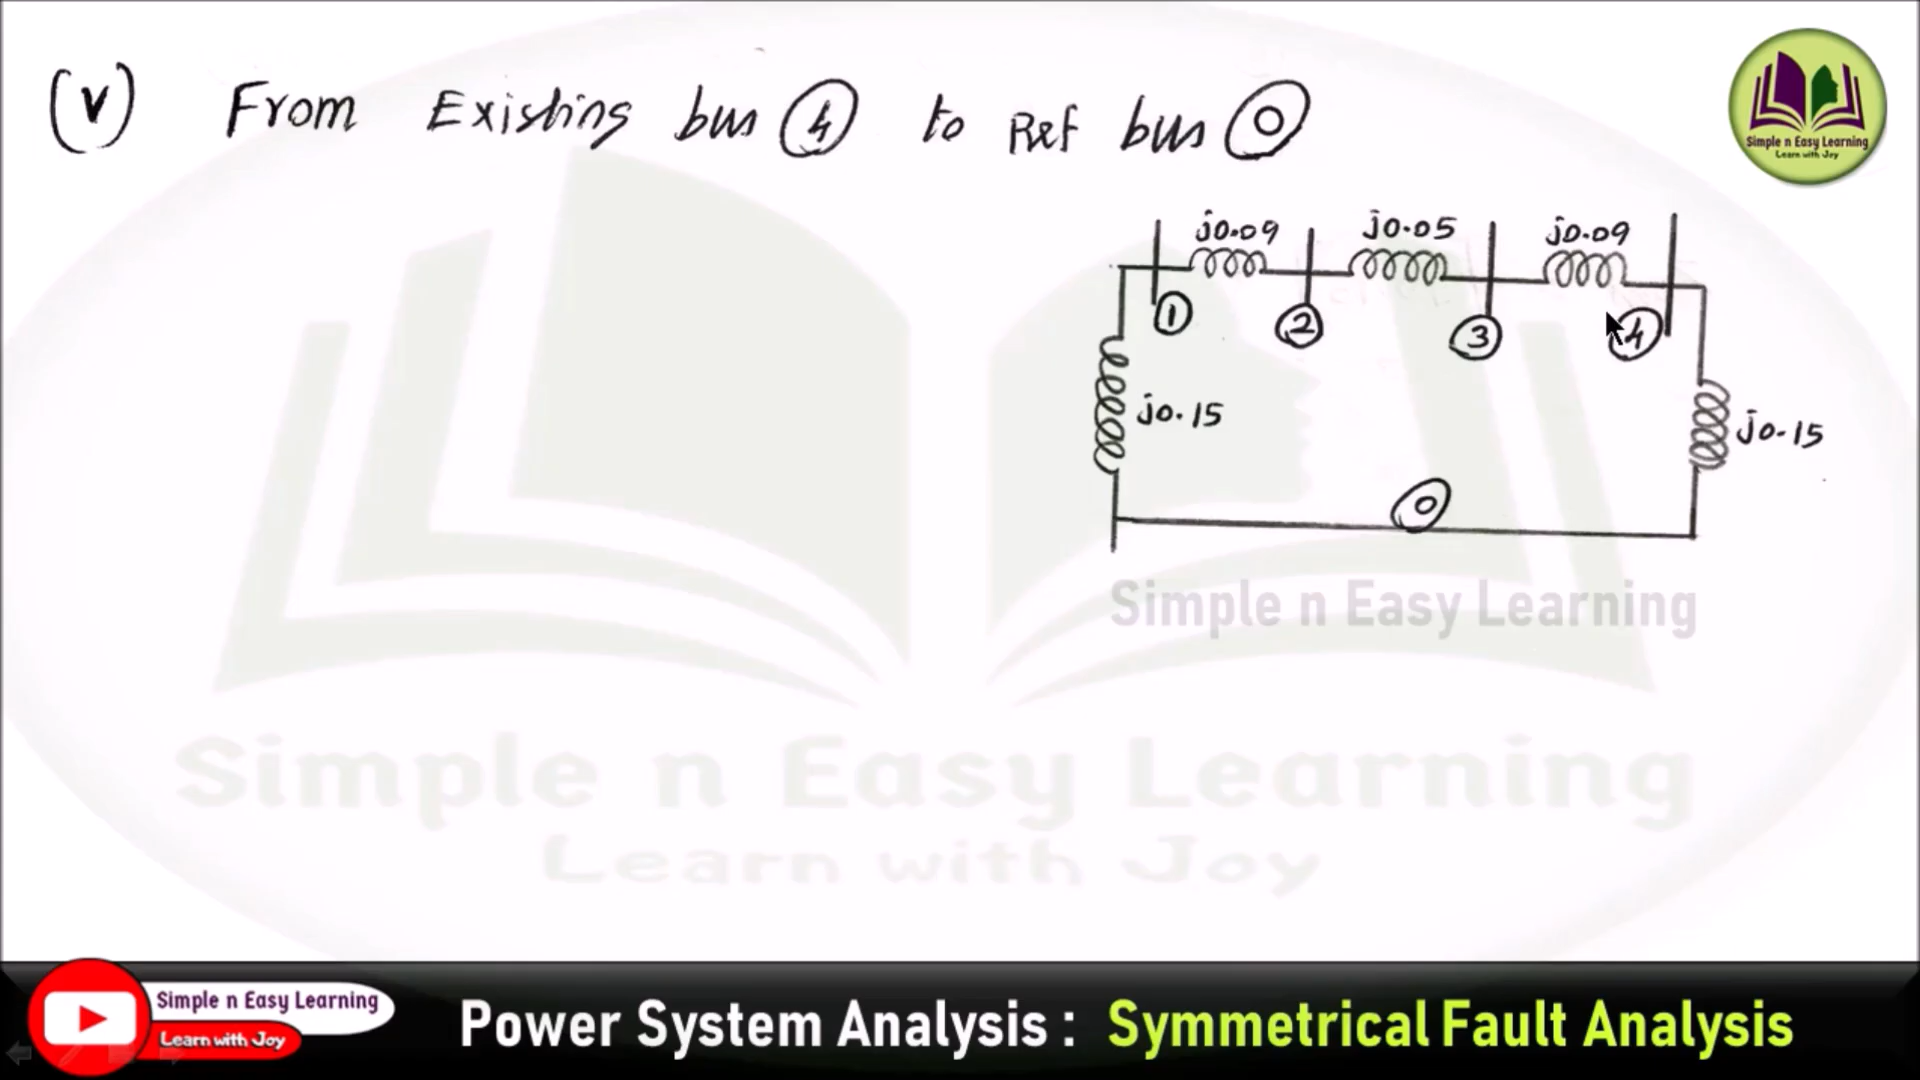 (v) From Existing bus 4 to Ref bus 0
Simple n Easy Learning
Learn with Joy
j0.09 j0.05 j0.09
1 2 3 4
j0.15 j0.15
0
Simple n Easy Learning
Simple n Easy Learning
Learn with Joy
Simple n Easy Learning
Learn with Joy
Power System Analysis : Symmetrical Fault Analysis